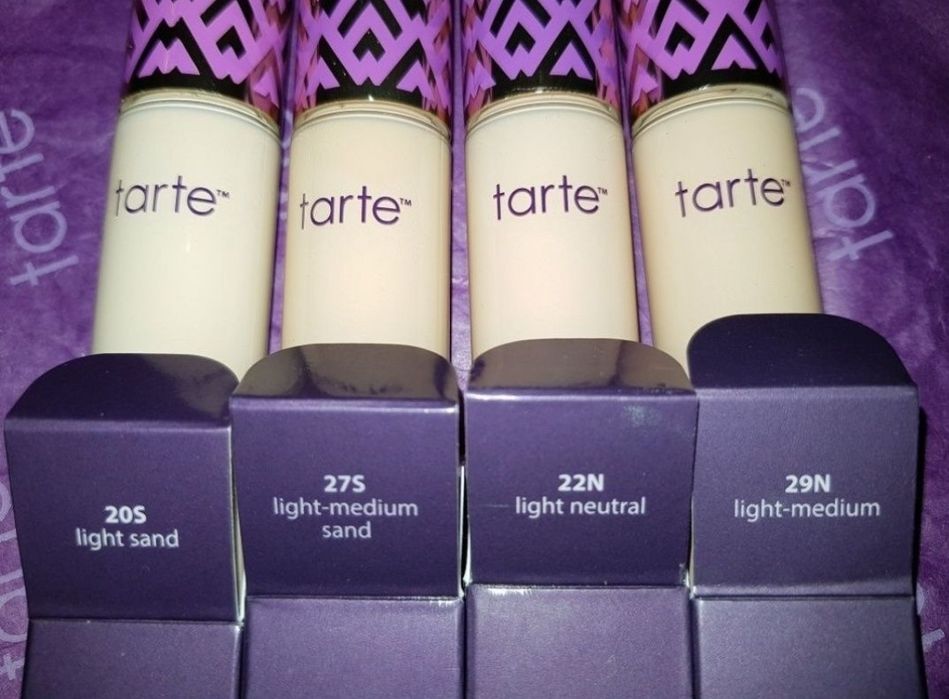 tarte™
tarte™
tarte™
tarte™
tarte
tarte
20S
light sand
27S
light-medium
sand
22N
light neutral
29N
light-medium